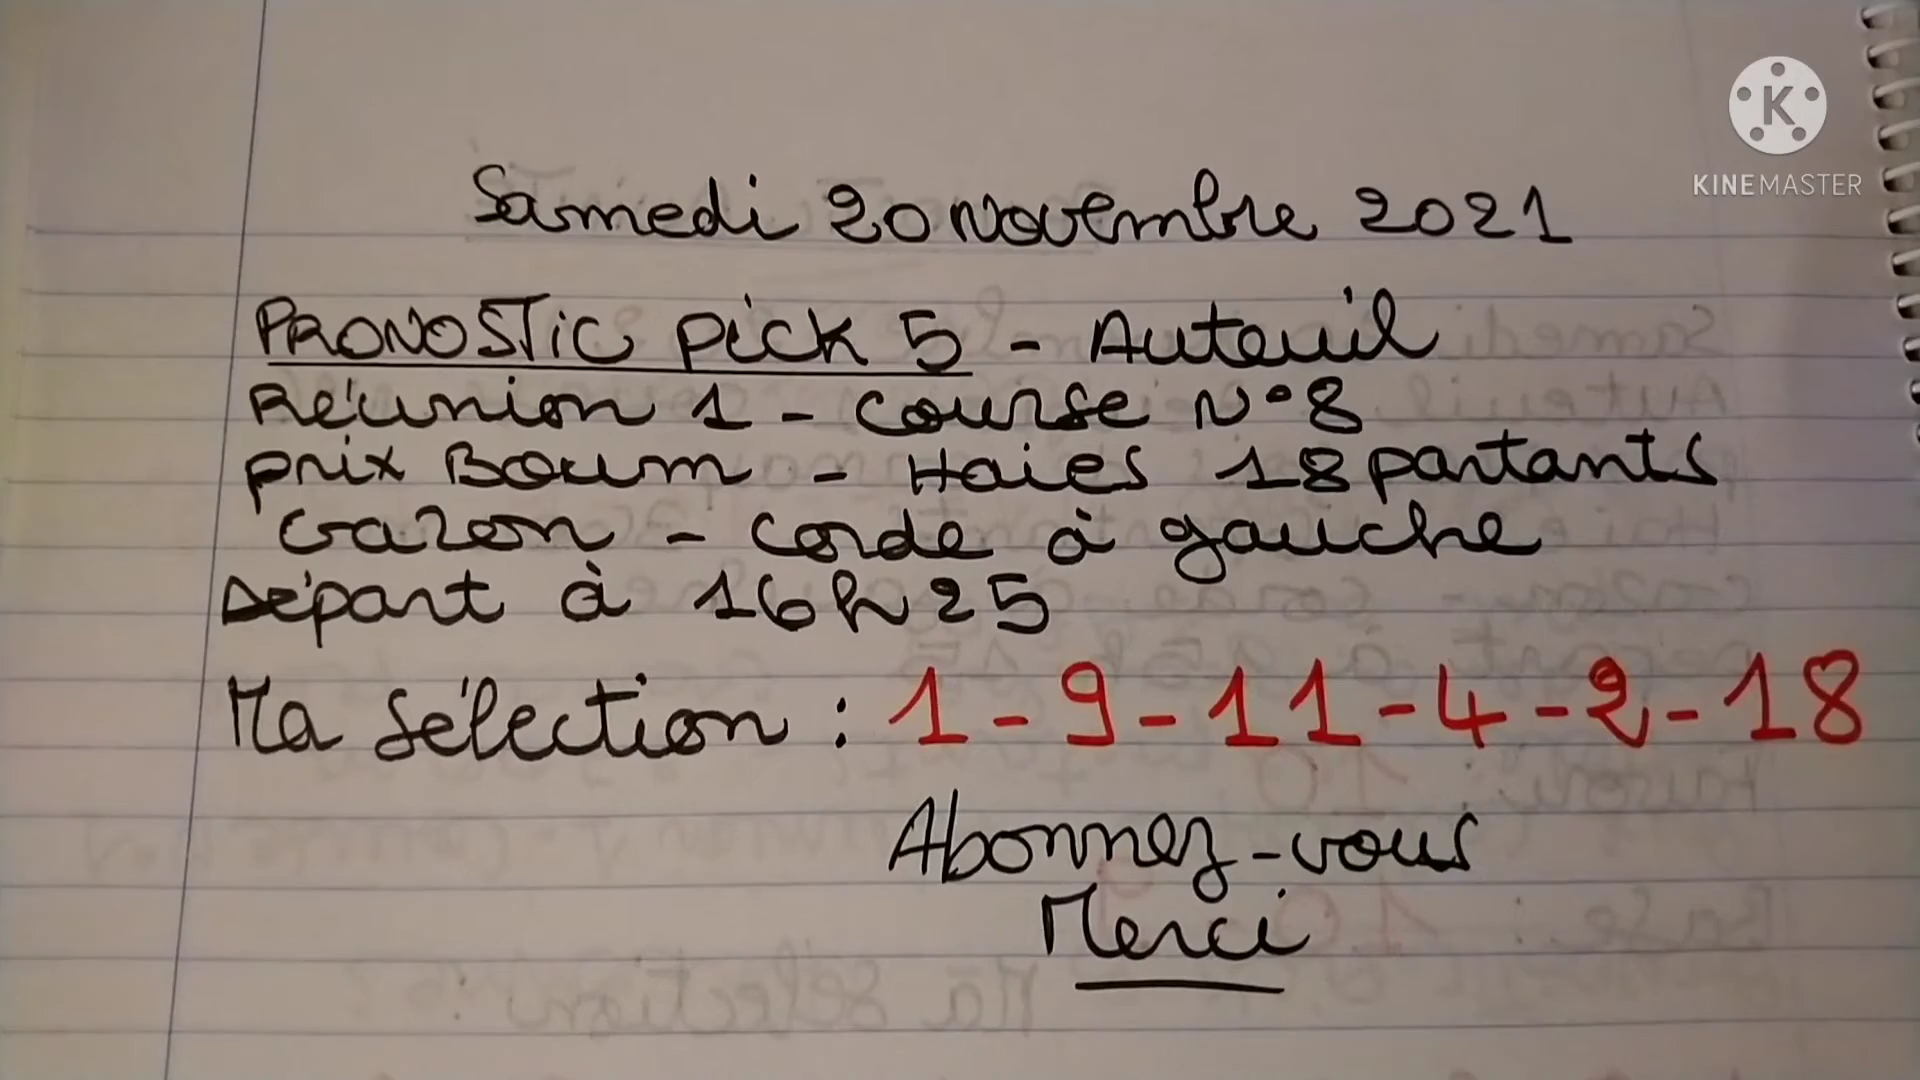 KINEMASTER
Samedi 20 Novembre 2021
PRONOSTIC PICK 5 - Auteuil
Réunion 1 - course N°8
prix Boum - Haies 18 partants
Gazon - corde à gauche
Départ à 16h25
Ma Sélection : 1 - 9 - 11 - 4 - 2 - 18
Abonnez-vous
Merci